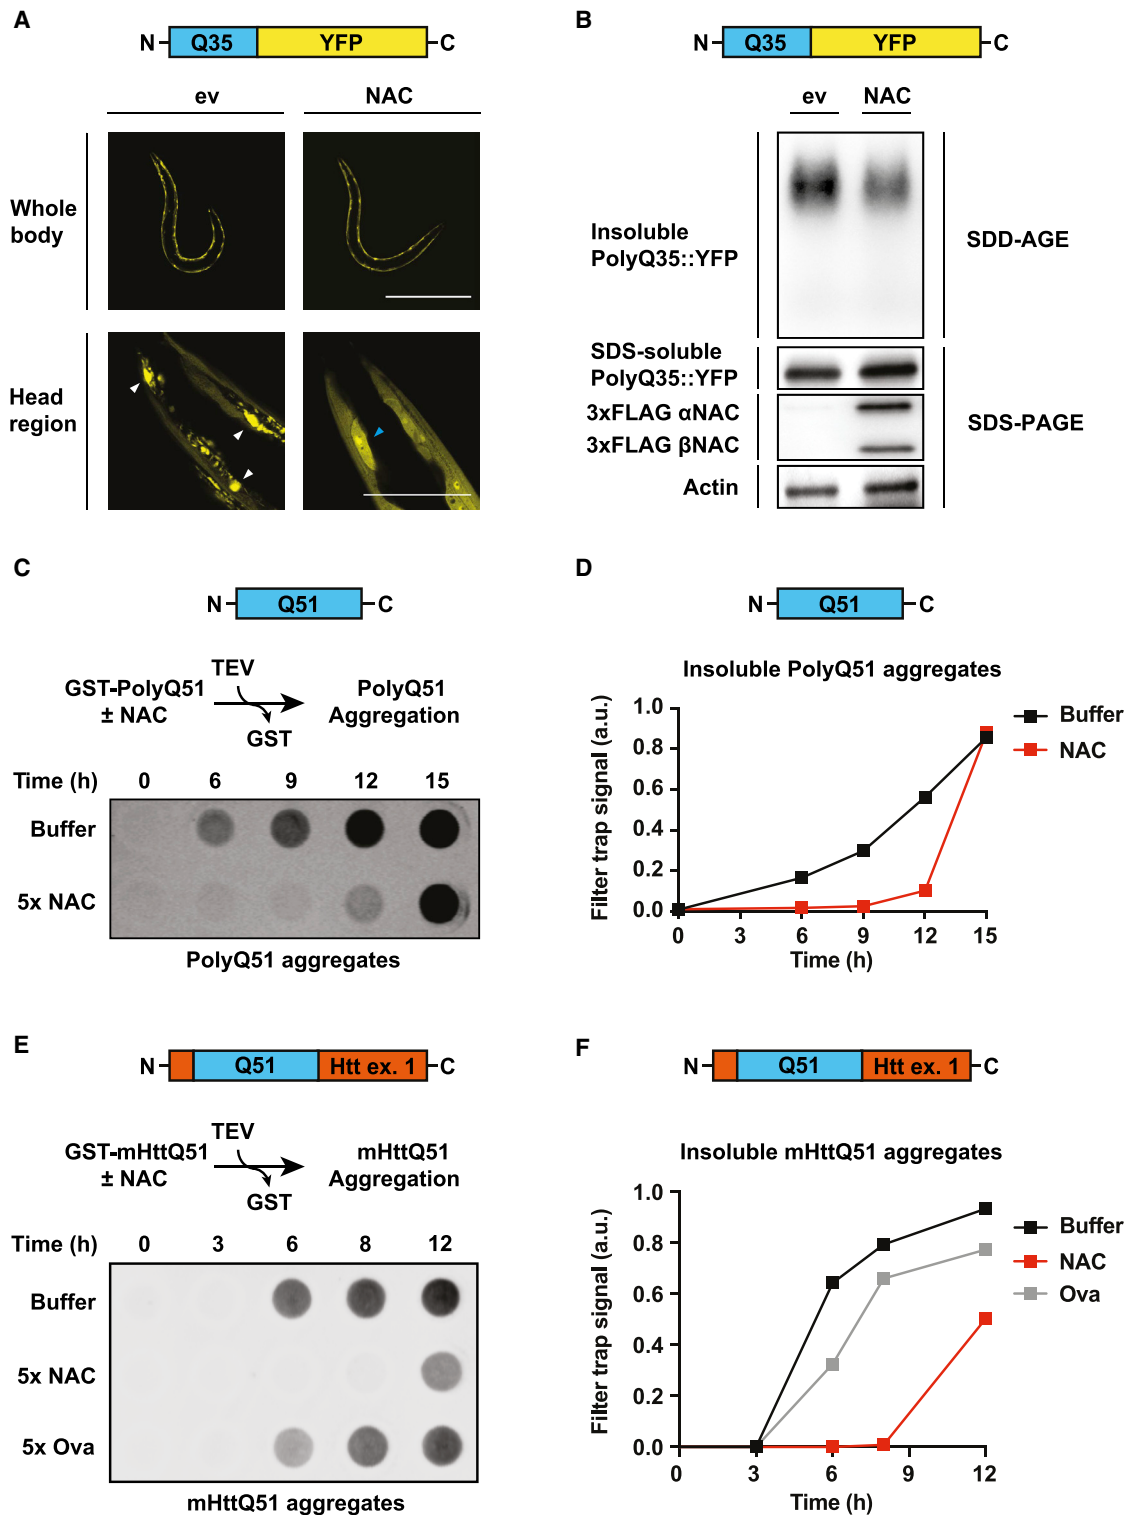 A
N
Q35
YFP
C
ev
NAC
Whole
body
Head
region
B
N
Q35
YFP
C
ev
NAC
Insoluble
PolyQ35::YFP
SDD-AGE
SDS-soluble
PolyQ35::YFP
3xFLAG αNAC
3xFLAG βNAC
Actin
SDS-PAGE
C
N
Q51
C
GST-PolyQ51
± NAC
TEV
GST
PolyQ51
Aggregation
Time (h) 0 6 9 12 15
Buffer
5x NAC
PolyQ51 aggregates
D
N
Q51
C
Insoluble PolyQ51 aggregates
Filter trap signal (a.u.)
1.0
0.8
0.6
0.4
0.2
0.0
0 3 6 9 12 15
Time (h)
Buffer
NAC
E
N
Q51
Htt ex. 1
C
GST-mHttQ51
± NAC
TEV
GST
mHttQ51
Aggregation
Time (h) 0 3 6 8 12
Buffer
5x NAC
5x Ova
mHttQ51 aggregates
F
N
Q51
Htt ex. 1
C
Insoluble mHttQ51 aggregates
Filter trap signal (a.u.)
1.0
0.8
0.6
0.4
0.2
0.0
0 3 6 9 12
Time (h)
Buffer
NAC
Ova